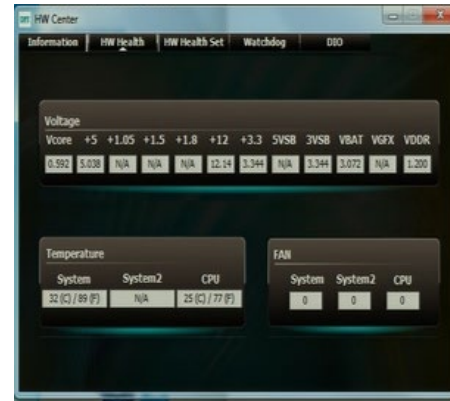 HW Center
Information HW Health HW Health Set Watchdog DIO
Voltage
Vcore +5 +1.05 +1.5 +1.8 +12 +3.3 5VSB 3VSB VBAT VGFX VDDR
0.592 5.038 N/A N/A N/A 12.14 3.344 N/A 3.344 3.072 N/A 1.200
Temperature
System System2 CPU
32 (C) / 89 (F) N/A 25 (C) / 77 (F)
FAN
System System2 CPU
0 0 0